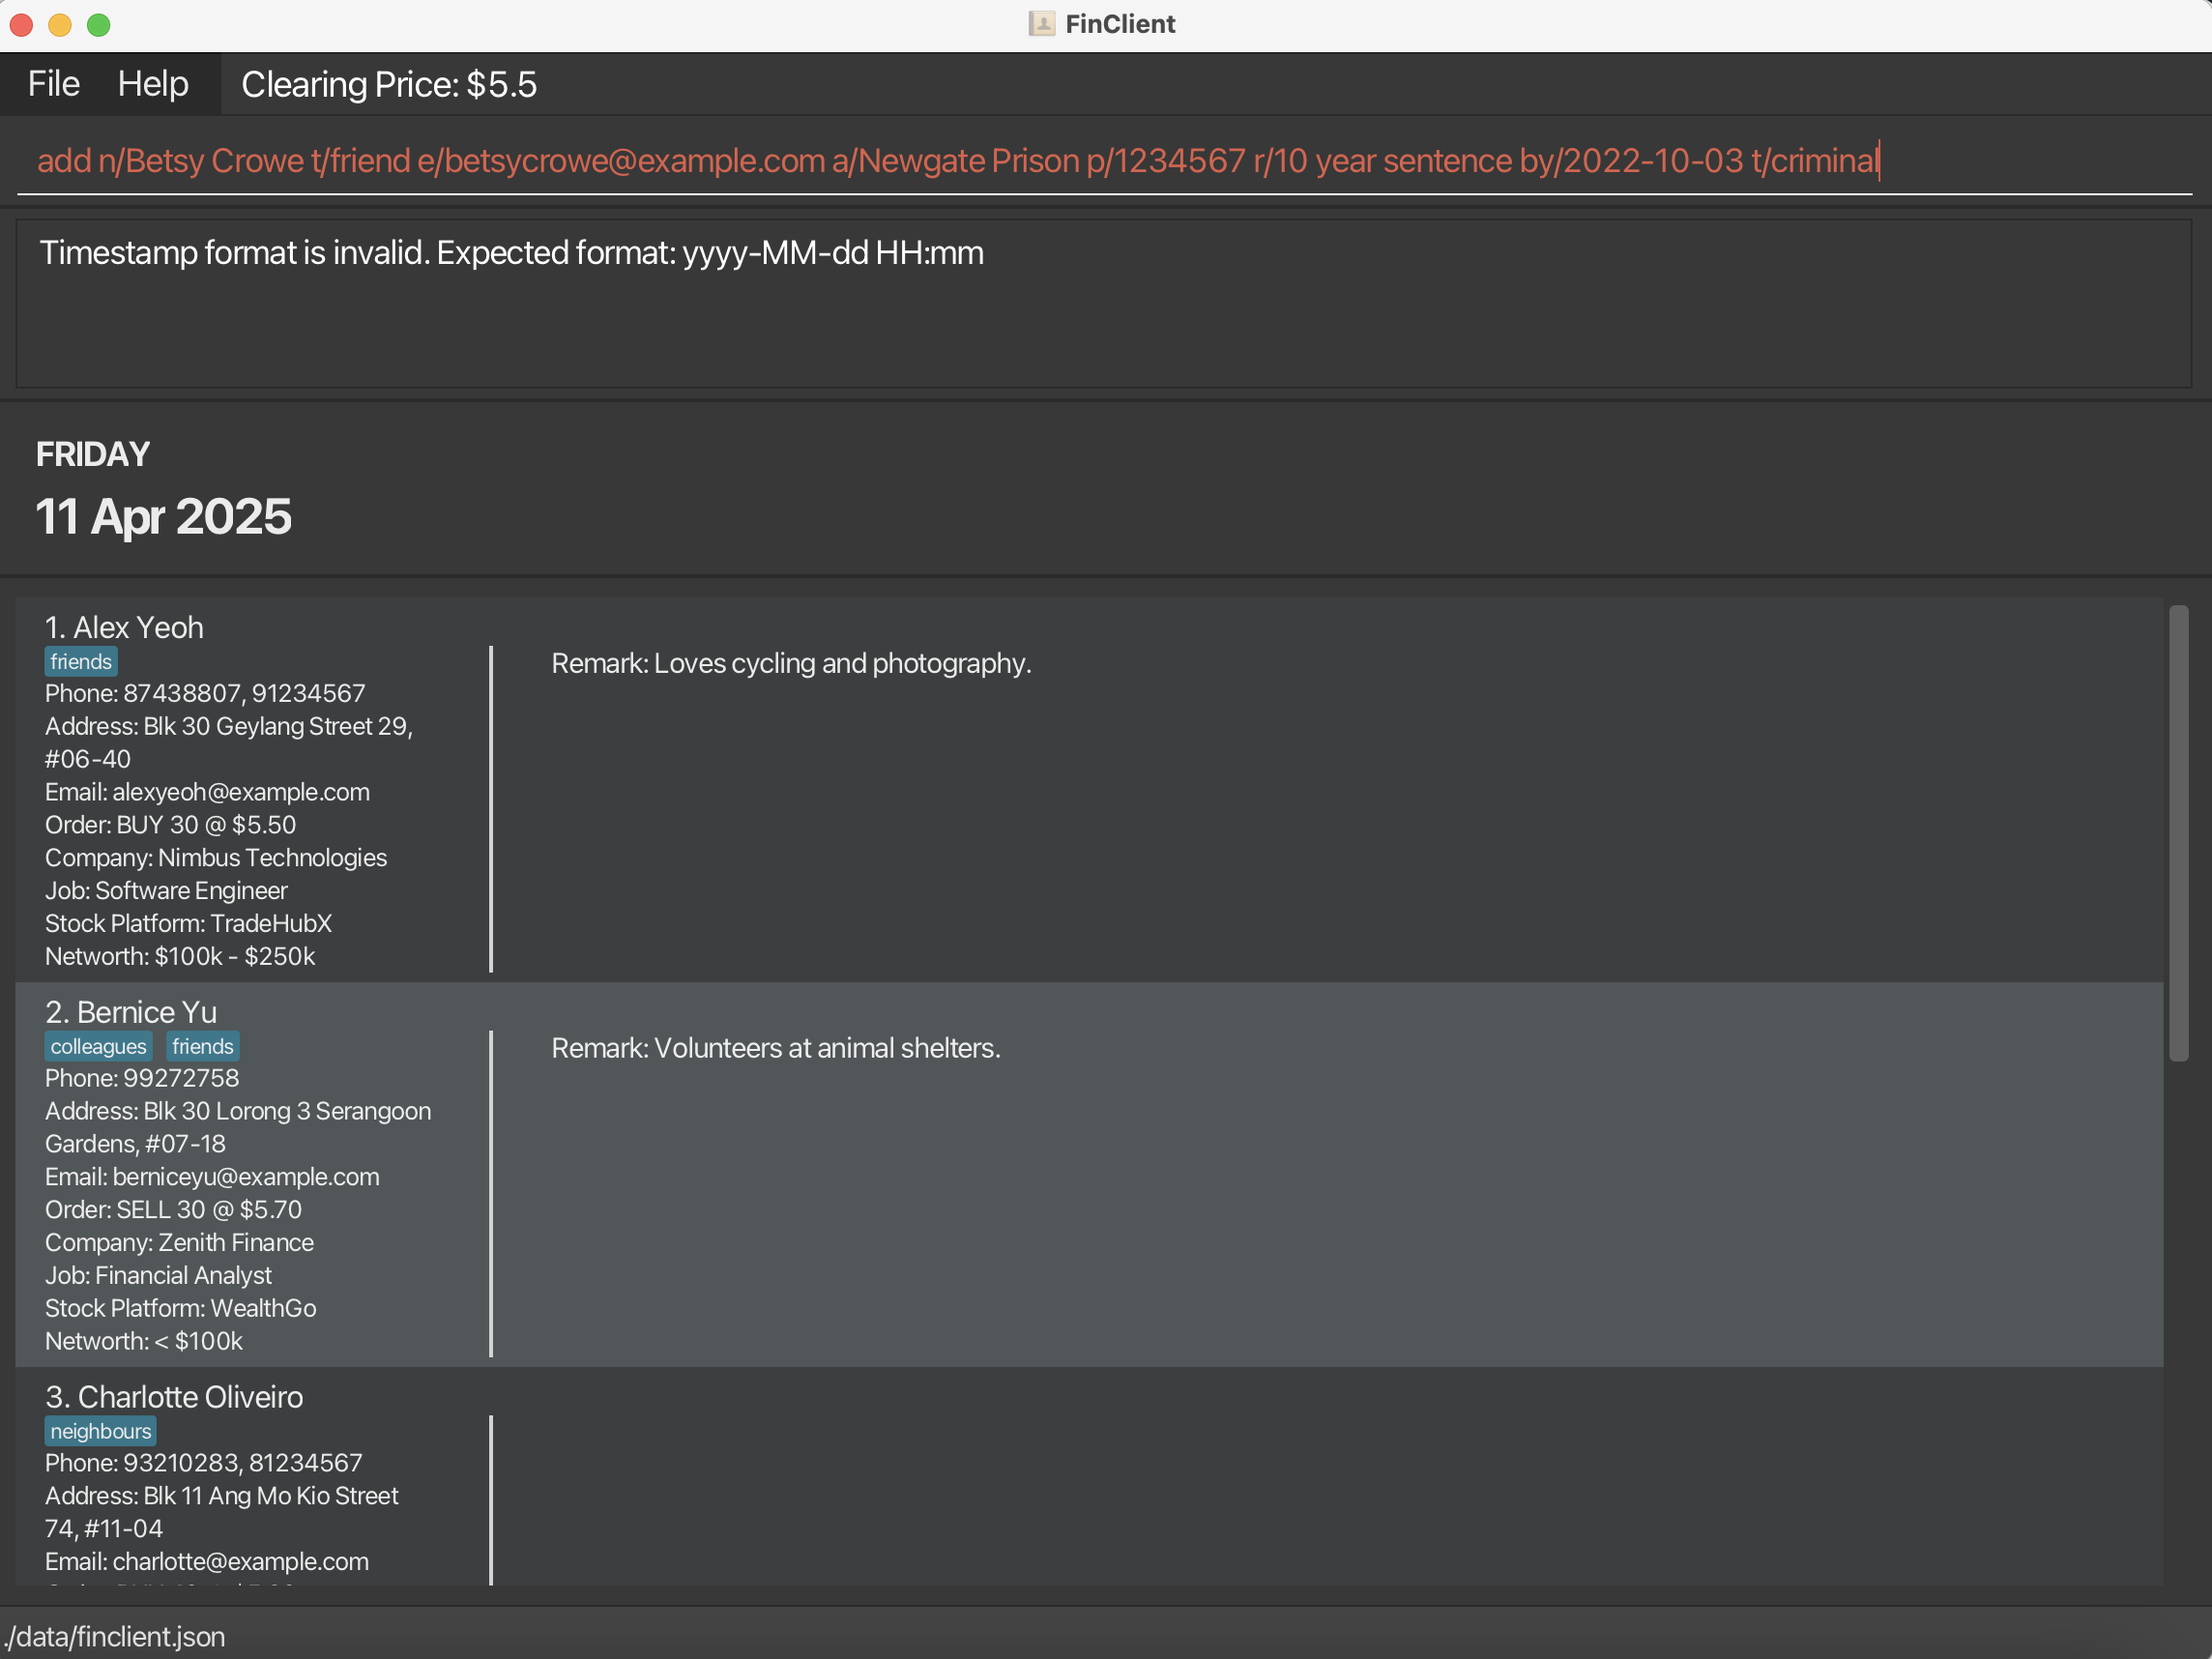 FinClient
File Help Clearing Price: $5.5
add n/Betsy Crowe t/friend e/betsycrowe@example.com a/Newgate Prison p/1234567 r/10 year sentence by/2022-10-03 t/criminal
Timestamp format is invalid. Expected format: yyyy-MM-dd HH:mm
FRIDAY
11 Apr 2025
1. Alex Yeoh
friends
Phone: 87438807, 91234567
Address: Blk 30 Geylang Street 29,
#06-40
Email: alexyeoh@example.com
Order: BUY 30 @ $5.50
Company: Nimbus Technologies
Job: Software Engineer
Stock Platform: TradeHubX
Networth: $100k - $250k
Remark: Loves cycling and photography.
2. Bernice Yu
colleagues friends
Phone: 99272758
Address: Blk 30 Lorong 3 Serangoon
Gardens, #07-18
Email: berniceyu@example.com
Order: SELL 30 @ $5.70
Company: Zenith Finance
Job: Financial Analyst
Stock Platform: WealthGo
Networth: < $100k
Remark: Volunteers at animal shelters.
3. Charlotte Oliveiro
neighbours
Phone: 93210283, 81234567
Address: Blk 11 Ang Mo Kio Street
74, #11-04
Email: charlotte@example.com
./data/finclient.json